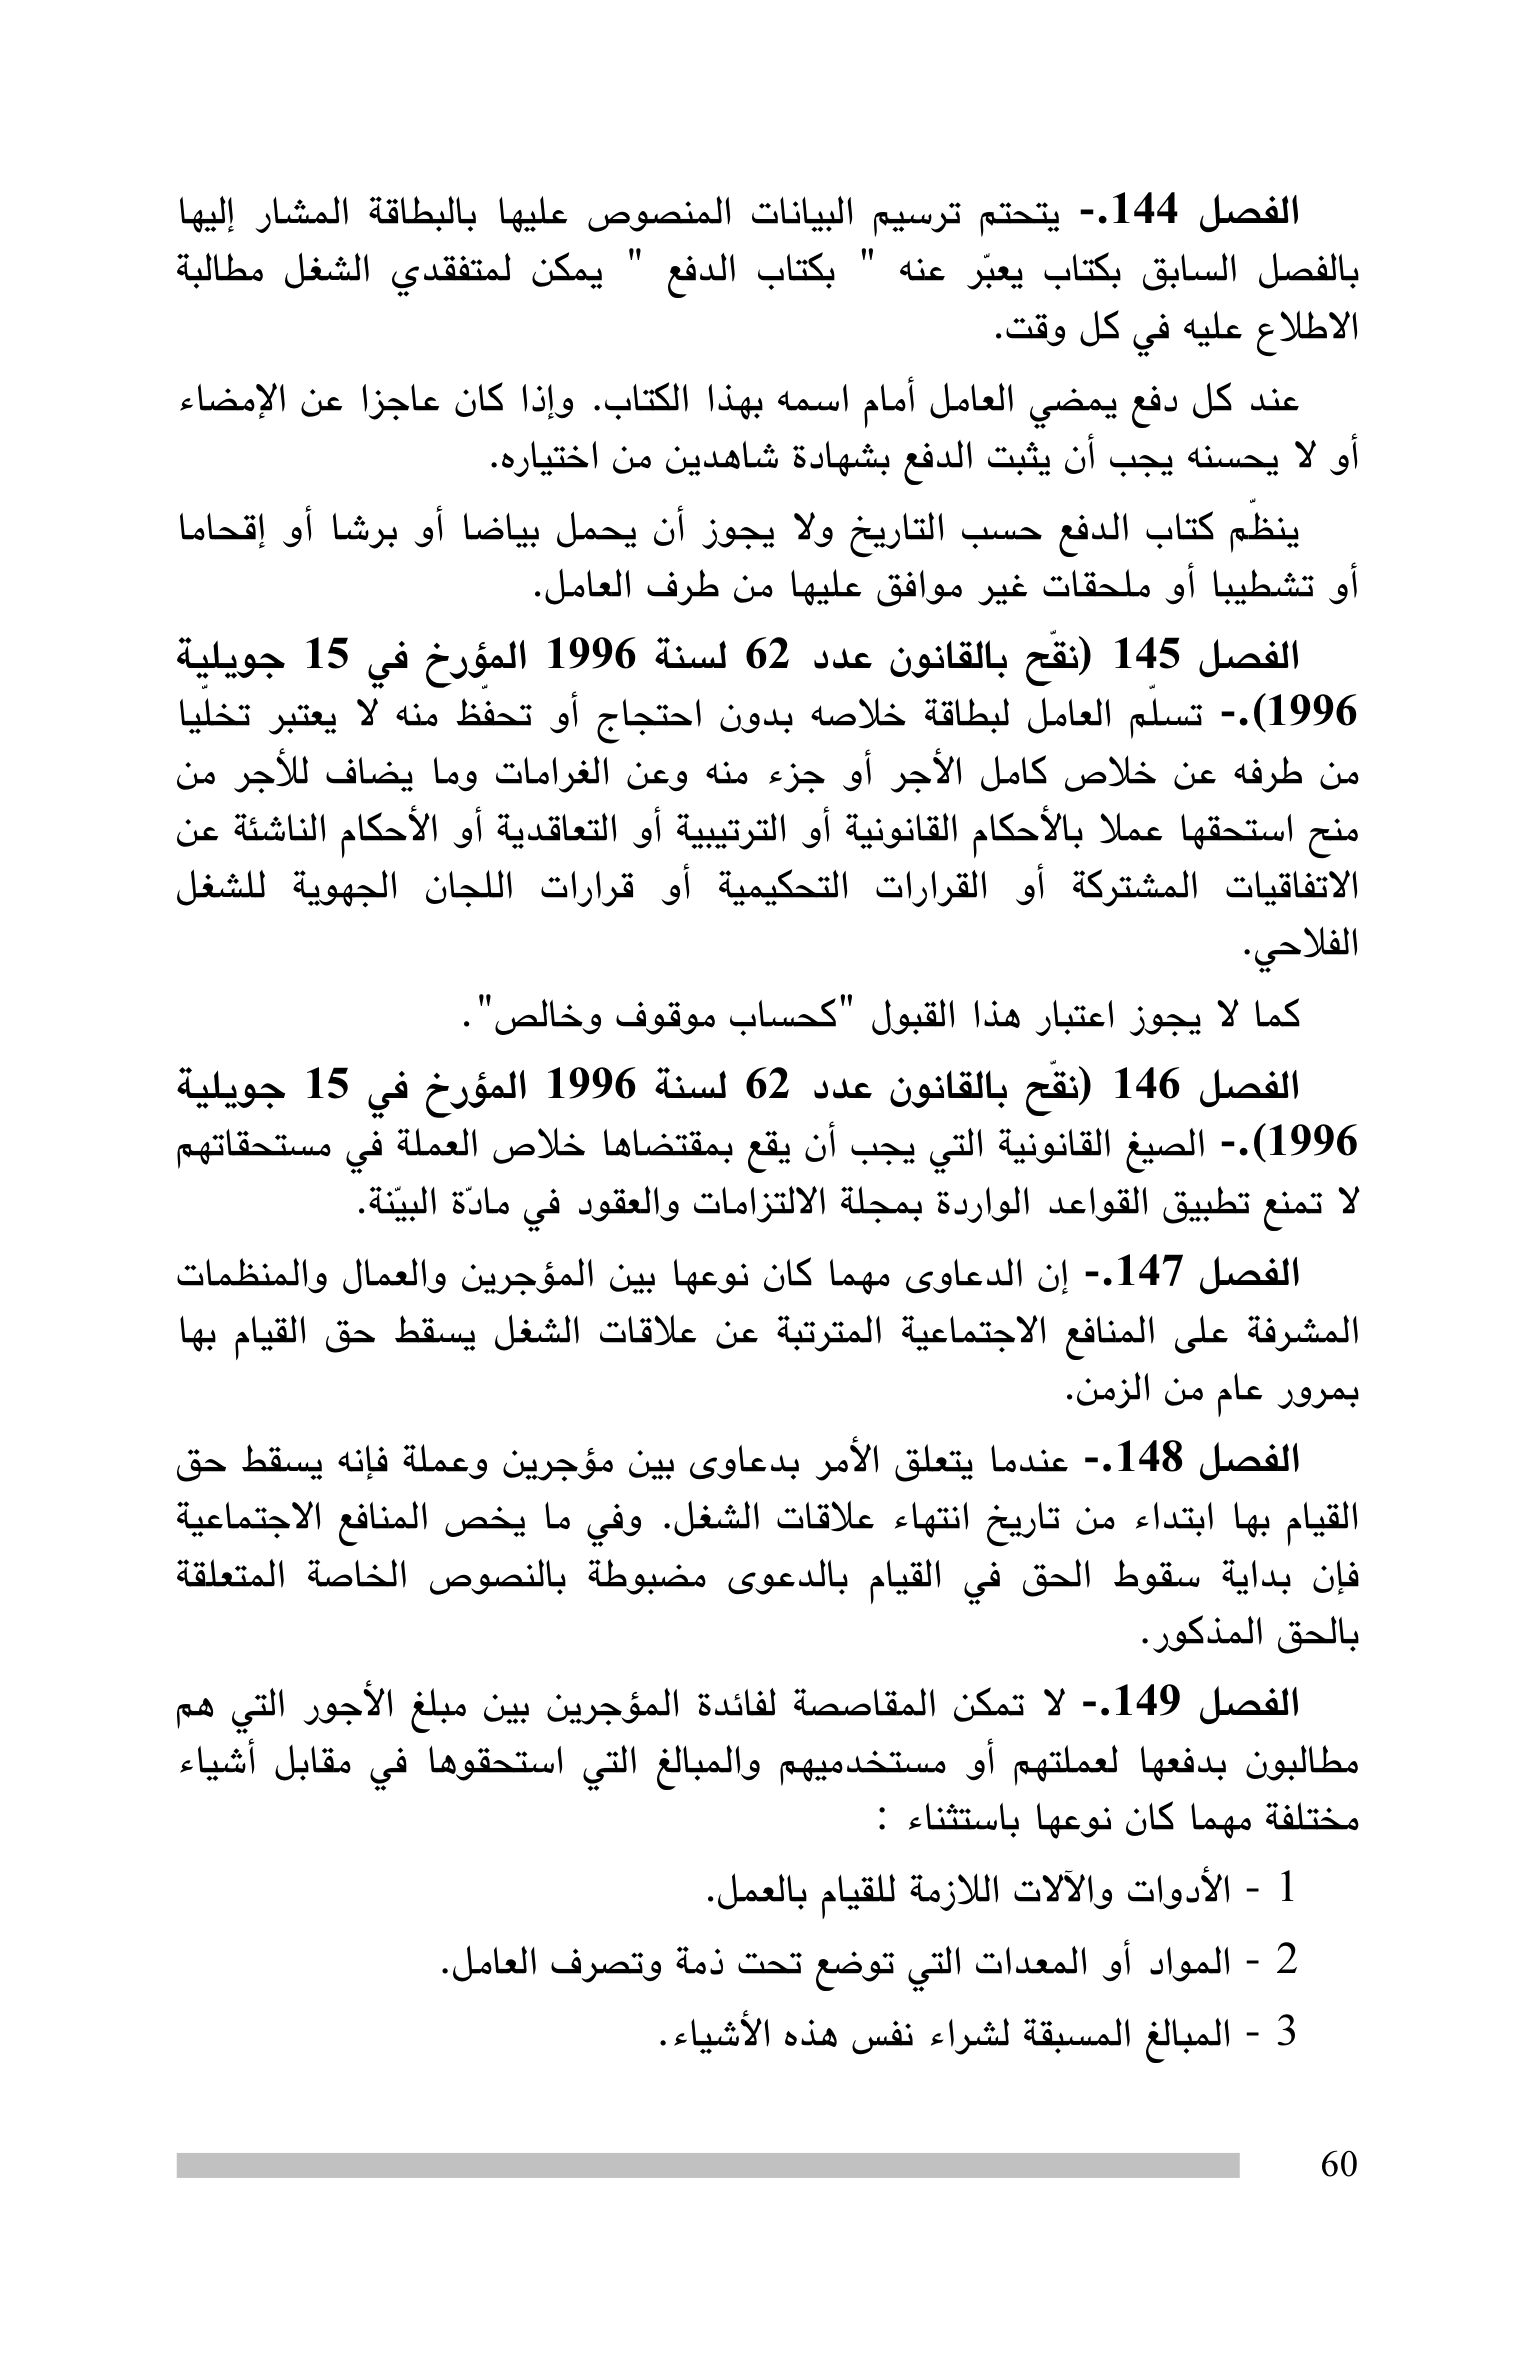 الفصل 144.- يتحتم ترسيم البيانات المنصوص عليها بالبطاقة المشار إليها
بالفصل السابق بكتاب يعبّر عنه " بكتاب الدفع " يمكن لمتفقدي الشغل مطالبة
الاطلاع عليه في كل وقت.
عند كل دفع يمضي العامل أمام اسمه بهذا الكتاب. وإذا كان عاجزا عن الإمضاء
أو لا يحسنه يجب أن يثبت الدفع بشهادة شاهدين من اختياره.
ينظّم كتاب الدفع حسب التاريخ ولا يجوز أن يحمل بياضا أو برشا أو إقحاما
أو تشطيبا أو ملحقات غير موافق عليها من طرف العامل.
الفصل 145 (نقّح بالقانون عدد 62 لسنة 1996 المؤرخ في 15 جويلية
1996).- تسلّم العامل لبطاقة خلاصه بدون احتجاج أو تحفّظ منه لا يعتبر تخلّيا
من طرفه عن خلاص كامل الأجر أو جزء منه وعن الغرامات وما يضاف للأجر من
منح استحقها عملا بالأحكام القانونية أو الترتيبية أو التعاقدية أو الأحكام الناشئة عن
الاتفاقيات المشتركة أو القرارات التحكيمية أو قرارات اللجان الجهوية للشغل
الفلاحي.
كما لا يجوز اعتبار هذا القبول "كحساب موقوف وخالص".
الفصل 146 (نقّح بالقانون عدد 62 لسنة 1996 المؤرخ في 15 جويلية
1996).- الصيغ القانونية التي يجب أن يقع بمقتضاها خلاص العملة في مستحقاتهم
لا تمنع تطبيق القواعد الواردة بمجلة الالتزامات والعقود في مادّة البيّنة.
الفصل 147.- إن الدعاوى مهما كان نوعها بين المؤجرين والعمال والمنظمات
المشرفة على المنافع الاجتماعية المترتبة عن علاقات الشغل يسقط حق القيام بها
بمرور عام من الزمن.
الفصل 148.- عندما يتعلق الأمر بدعاوى بين مؤجرين وعملة فإنه يسقط حق
القيام بها ابتداء من تاريخ انتهاء علاقات الشغل. وفي ما يخص المنافع الاجتماعية
فإن بداية سقوط الحق في القيام بالدعوى مضبوطة بالنصوص الخاصة المتعلقة
بالحق المذكور.
الفصل 149.- لا تمكن المقاصصة لفائدة المؤجرين بين مبلغ الأجور التي هم
مطالبون بدفعها لعملتهم أو مستخدميهم والمبالغ التي استحقوها في مقابل أشياء
مختلفة مهما كان نوعها باستثناء :
1 - الأدوات والآلات اللازمة للقيام بالعمل.
2 - المواد أو المعدات التي توضع تحت ذمة وتصرف العامل.
3 - المبالغ المسبقة لشراء نفس هذه الأشياء.
60